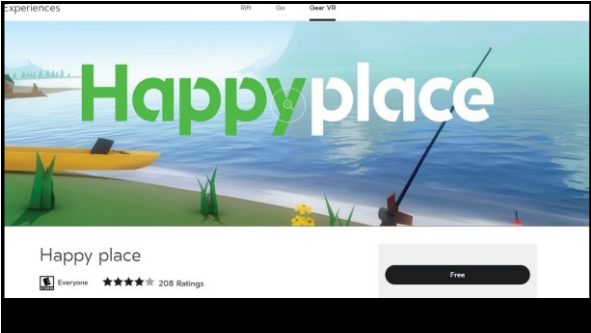 Experiences
Rift Go Gear VR
Happyplace
Happy place
E Everyone 208 Ratings
Free